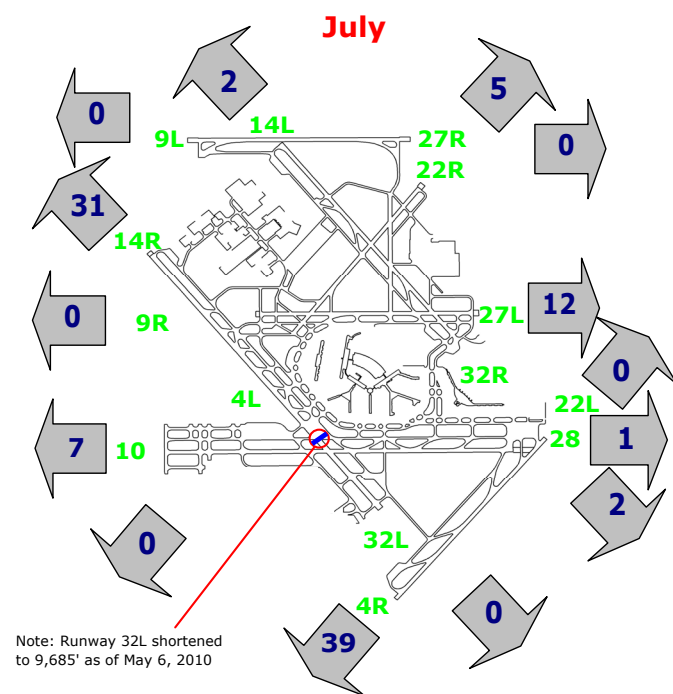 July
2
5
0
14L
0
9L
27R
22R
31
14R
0
9R
12
27L
0
32R
4L
22L
7
10
28
1
2
0
32L
4R
0
39
Note: Runway 32L shortened
to 9,685' as of May 6, 2010